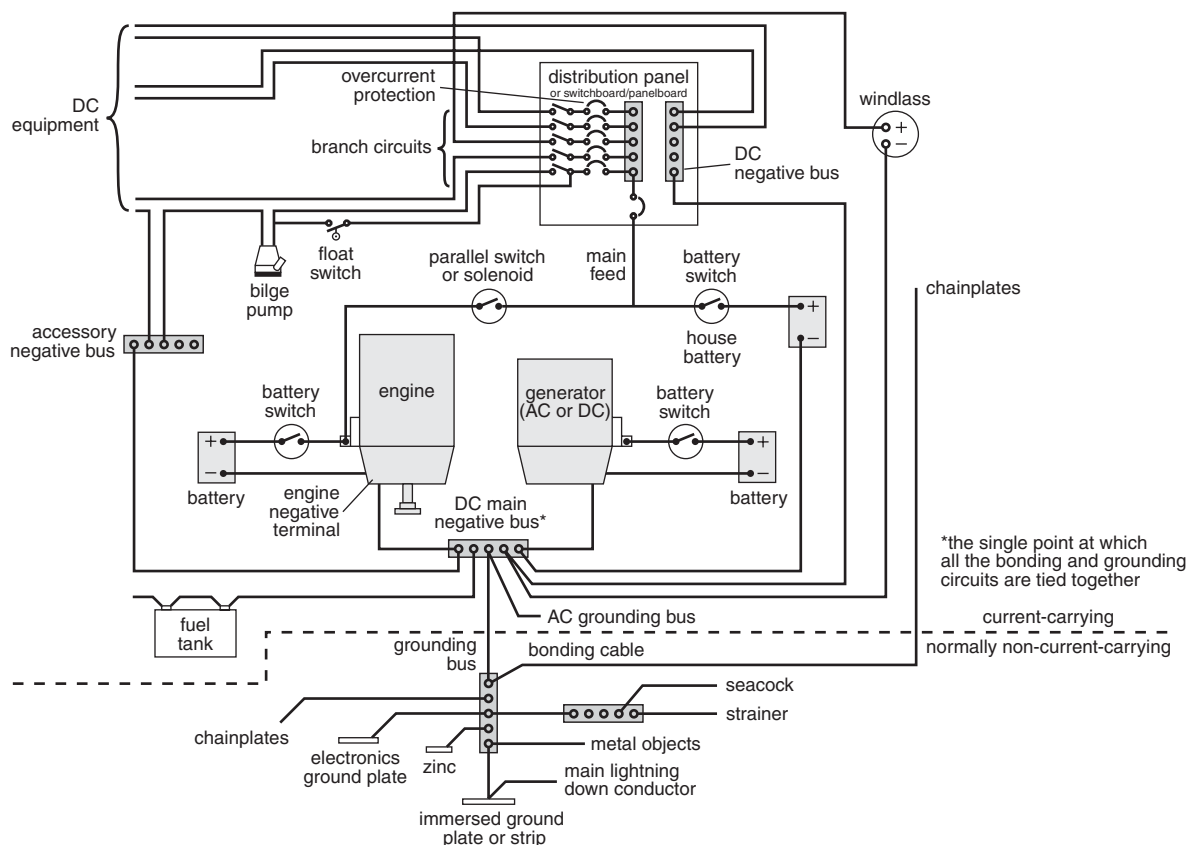 DC
equipment
overcurrent
protection
branch circuits
distribution panel
or switchboard/panelboard
DC
negative bus
windlass
+
−
float
switch
bilge
pump
parallel switch
or solenoid
main
feed
battery
switch
house
battery
+
−
chainplates
accessory
negative bus
battery
switch
engine
generator
(AC or DC)
battery
switch
+
−
battery
engine
negative
terminal
DC main
negative bus*
+
−
battery
*the single point at which
all the bonding and grounding
circuits are tied together
fuel
tank
AC grounding bus
current-carrying
grounding
bus
bonding cable
normally non-current-carrying
chainplates
electronics
ground plate
zinc
seacock
strainer
metal objects
main lightning
down conductor
immersed ground
plate or strip